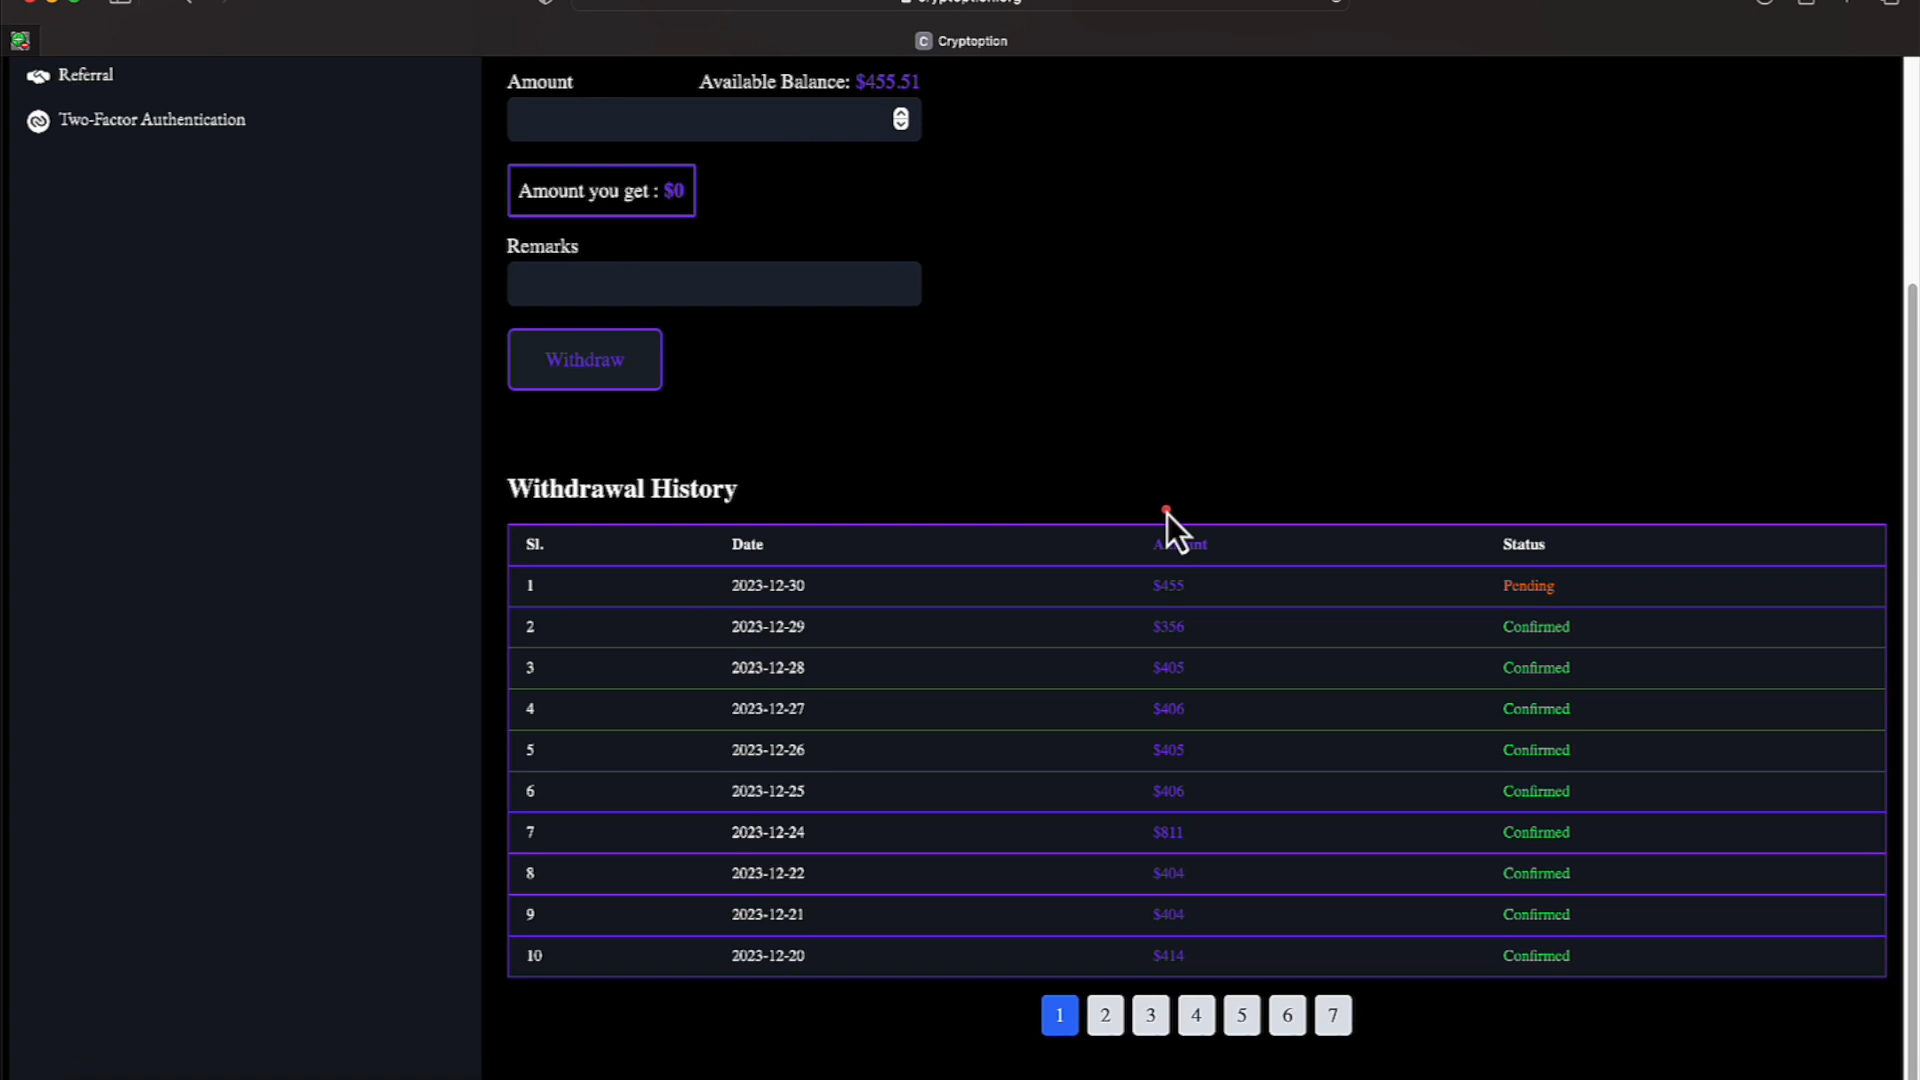 Cryptoption
Referral
Two-Factor Authentication
Amount Available Balance: $455.51
Amount you get : $0
Remarks
Withdraw
Withdrawal History
Sl. Date Status
1 2023-12-30 $455 Pending
2 2023-12-29 $356 Confirmed
3 2023-12-28 $405 Confirmed
4 2023-12-27 $406 Confirmed
5 2023-12-26 $405 Confirmed
6 2023-12-25 $406 Confirmed
7 2023-12-24 $811 Confirmed
8 2023-12-22 $404 Confirmed
9 2023-12-21 $404 Confirmed
10 2023-12-20 $414 Confirmed
1 2 3 4 5 6 7